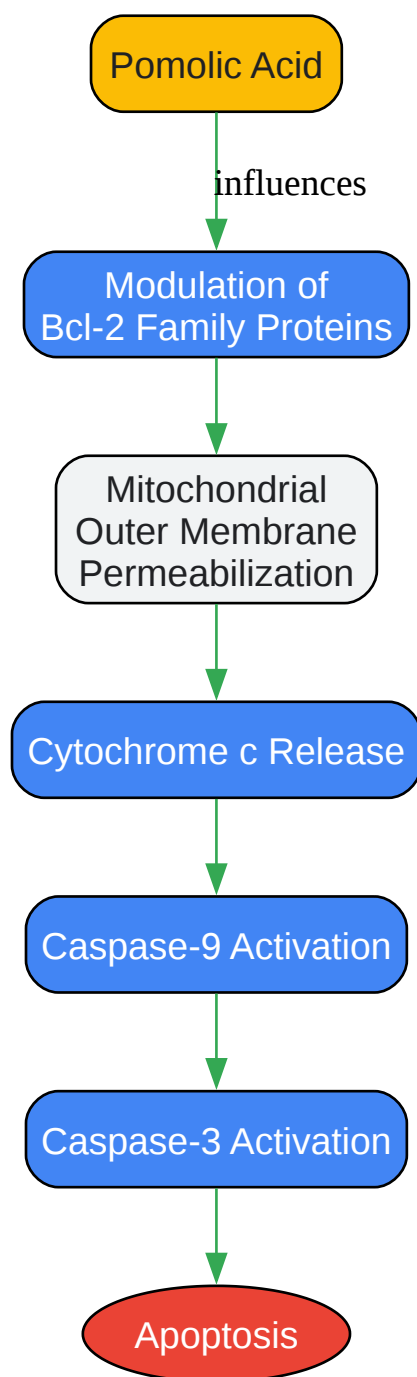 Pomolic Acid
influences
Modulation of
Bcl-2 Family Proteins
Mitochondrial
Outer Membrane
Permeabilization
Cytochrome c Release
Caspase-9 Activation
Caspase-3 Activation
Apoptosis